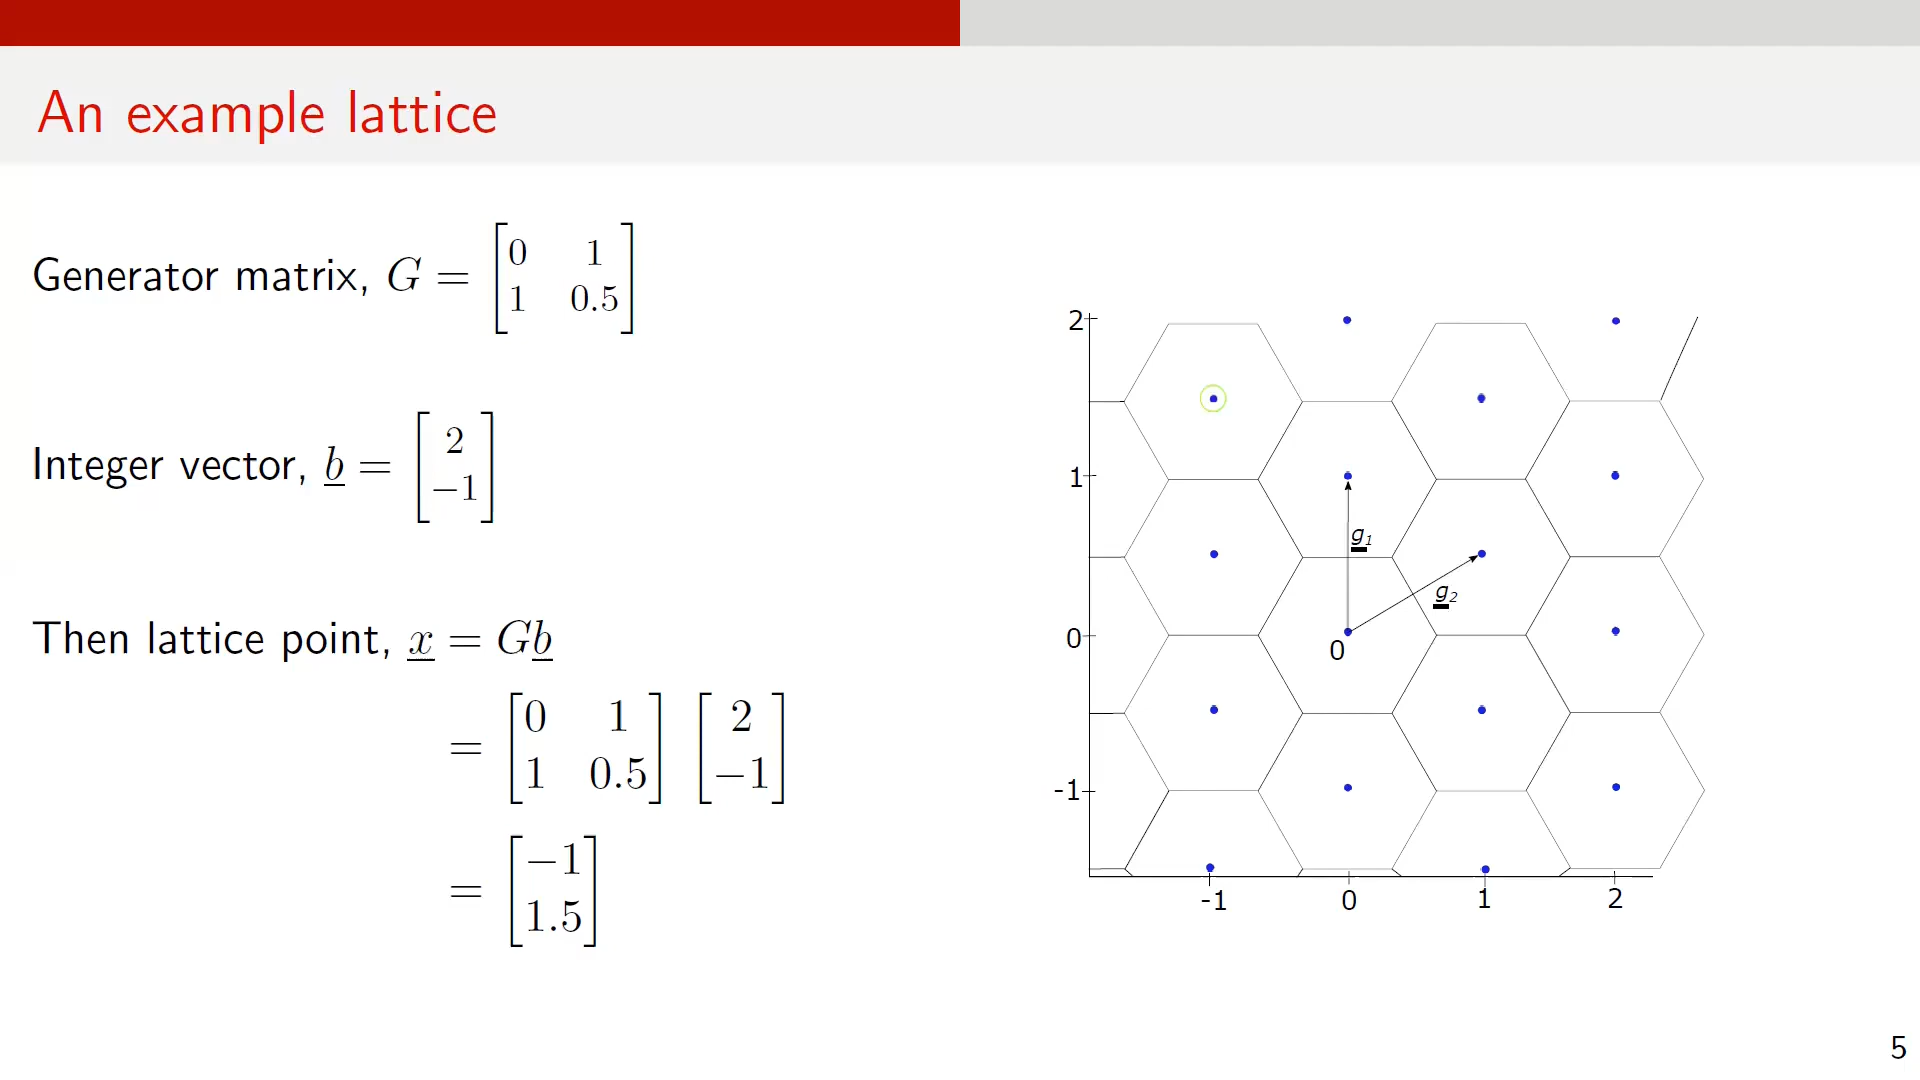 An example lattice
Generator matrix, G = [0 1
1 0.5]
Integer vector, b = [2
−1]
Then lattice point, x = Gb
= [0 1
1 0.5] [2
−1]
= [−1
1.5]
2
1
0
-1
g1
g2
0
-1 0 1 2
5